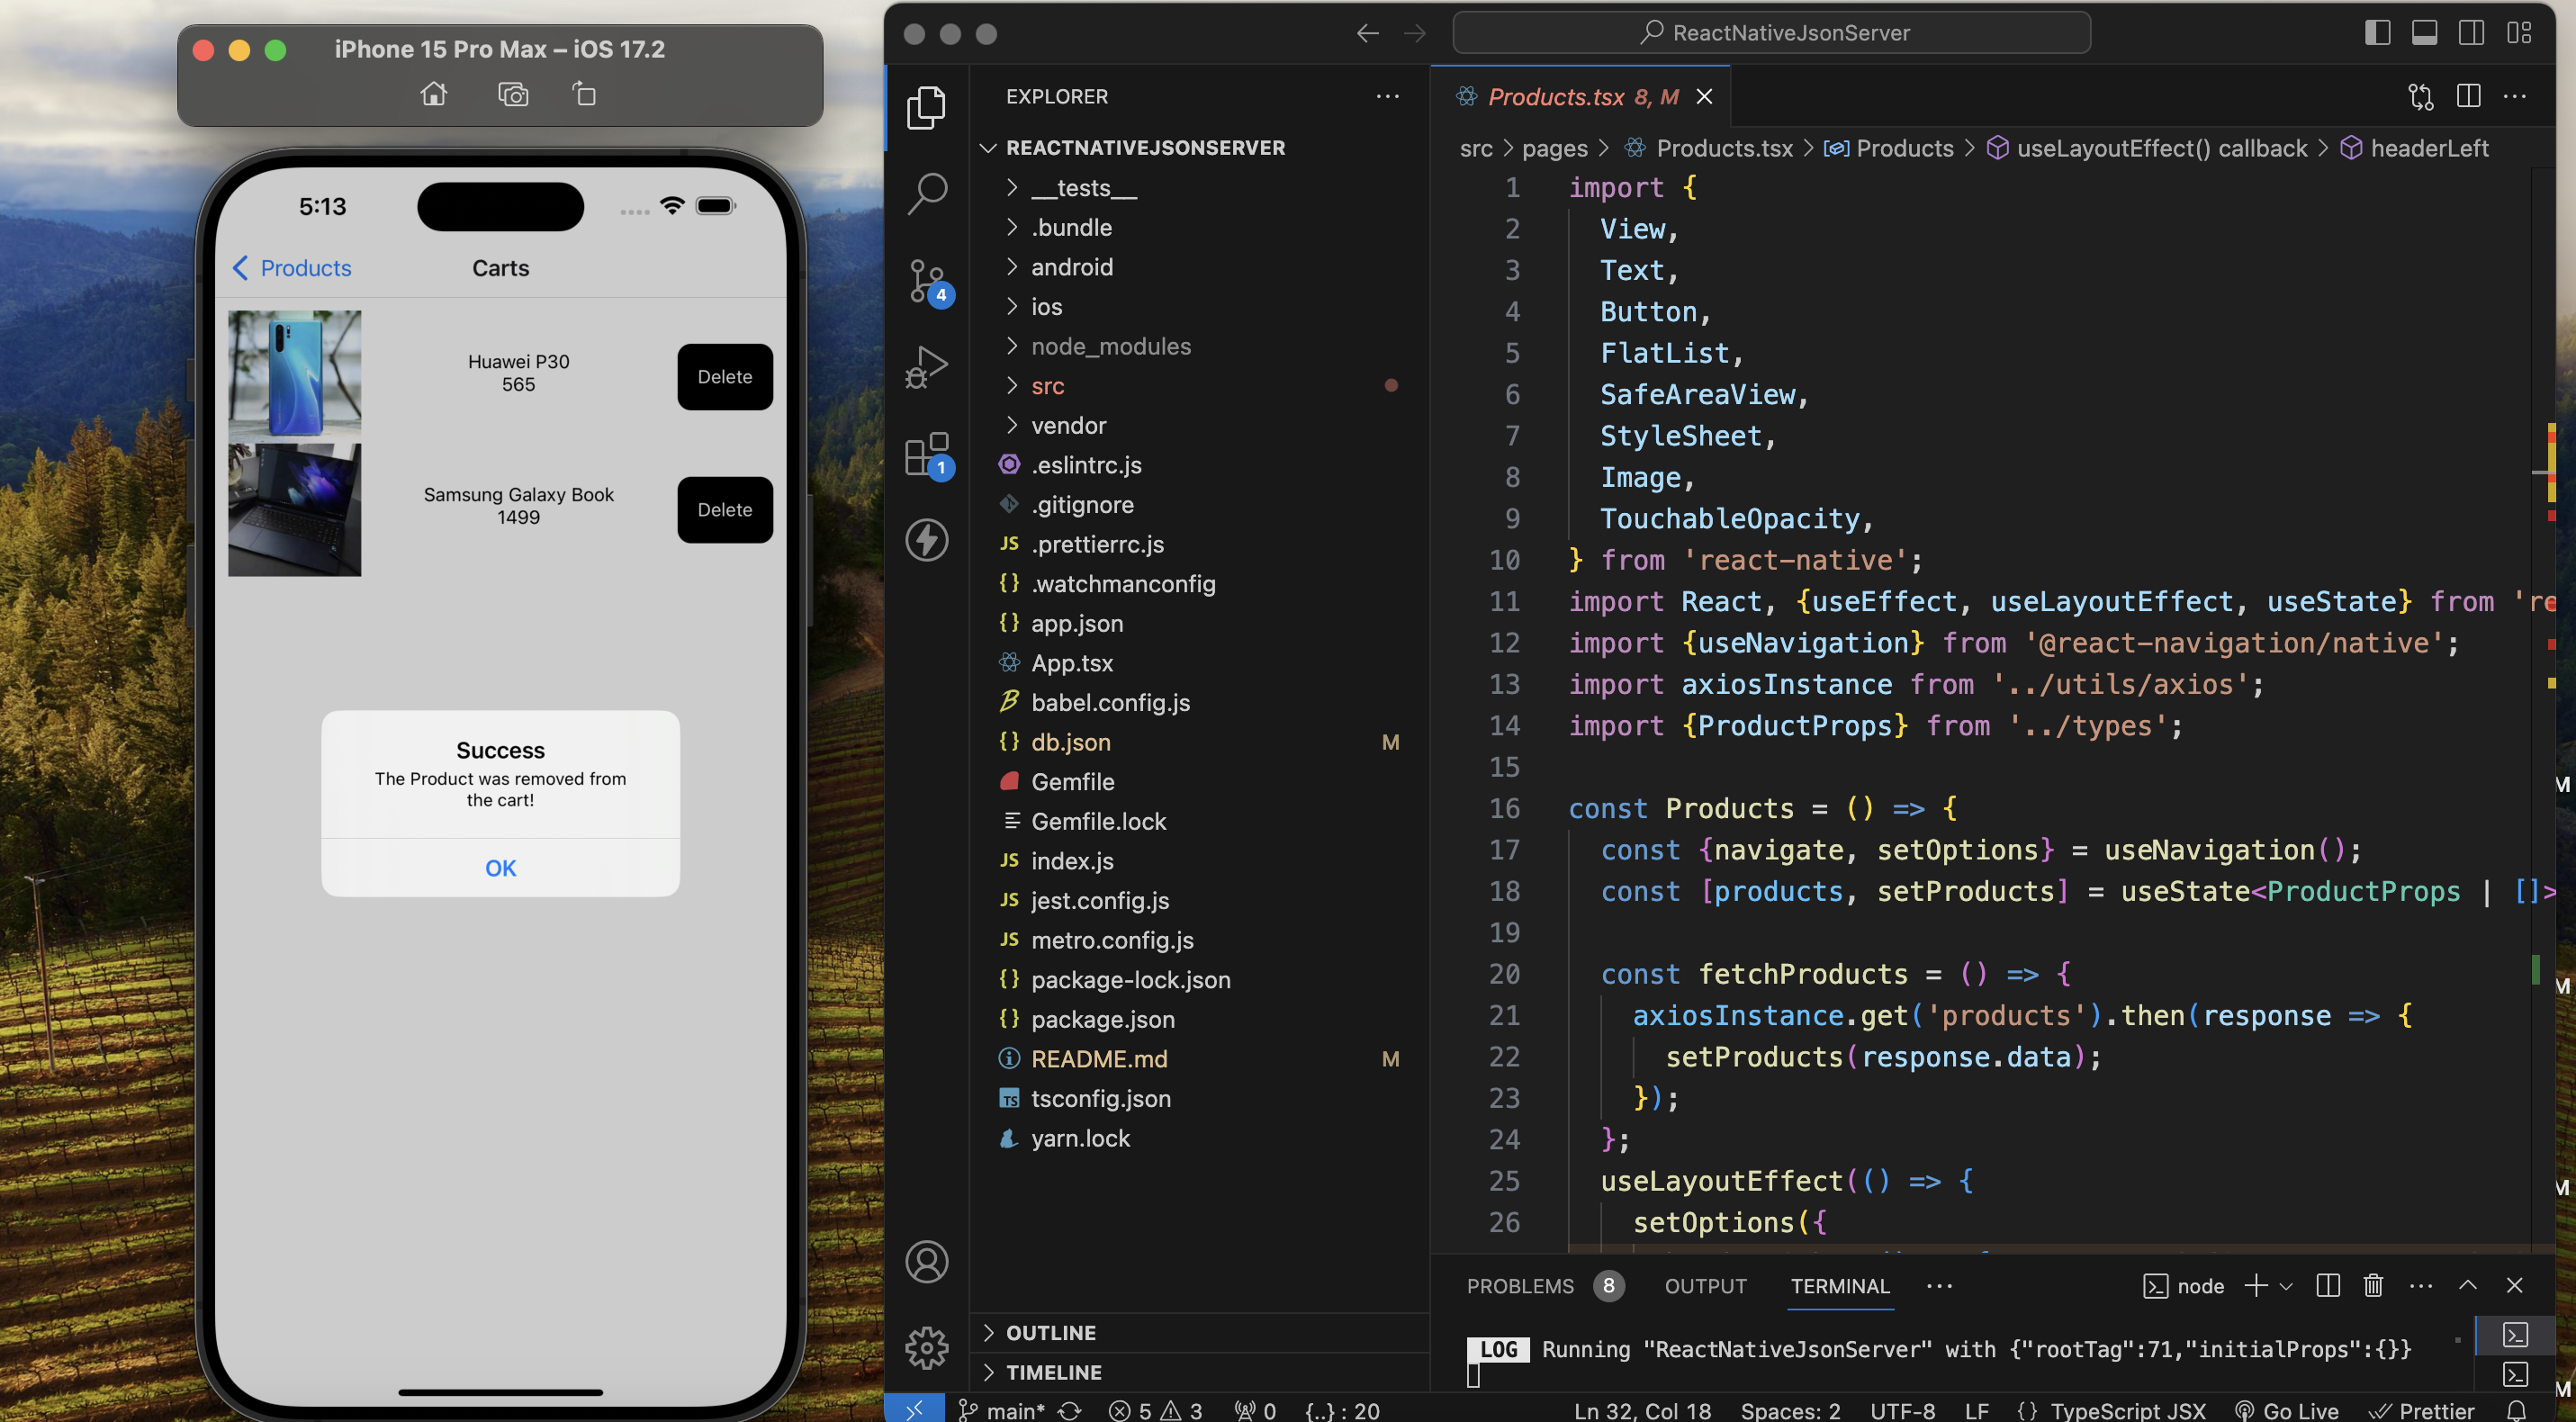 iPhone 15 Pro Max – iOS 17.2
5:13
Products
Carts
Huawei P30
565
Delete
Samsung Galaxy Book
1499
Delete
Success
The Product was removed from
the cart!
OK
ReactNativeJsonServer
4
1
EXPLORER
REACTNATIVEJSONSERVER
__tests__
.bundle
android
ios
node_modules
src
vendor
.eslintrc.js
.gitignore
JS .prettierrc.js
{} .watchmanconfig
{} app.json
App.tsx
babel.config.js
{} db.json M
Gemfile
Gemfile.lock
JS index.js
JS jest.config.js
JS metro.config.js
{} package-lock.json
{} package.json
README.md M
TS tsconfig.json
yarn.lock
OUTLINE
TIMELINE
Products.tsx 8, M
src > pages > Products.tsx > Products > useLayoutEffect() callback > headerLeft
1 import {
2 View,
3 Text,
4 Button,
5 FlatList,
6 SafeAreaView,
7 StyleSheet,
8 Image,
9 TouchableOpacity,
10 } from 'react-native';
11 import React, {useEffect, useLayoutEffect, useState} from 're
12 import {useNavigation} from '@react-navigation/native';
13 import axiosInstance from '../utils/axios';
14 import {ProductProps} from '../types';
15
16 const Products = () => {
17 const {navigate, setOptions} = useNavigation();
18 const [products, setProducts] = useState<ProductProps | []>
19
20 const fetchProducts = () => {
21 axiosInstance.get('products').then(response => {
22 setProducts(response.data);
23 });
24 };
25 useLayoutEffect(() => {
26 setOptions({
PROBLEMS 8 OUTPUT TERMINAL ... node
LOG Running "ReactNativeJsonServer" with {"rootTag":71,"initialProps":{}}
main* 5 3 0 {..} : 20 Ln 32, Col 18 Spaces: 2 UTF-8 LF {} TypeScript JSX Go Live Prettier
M
M
M
M